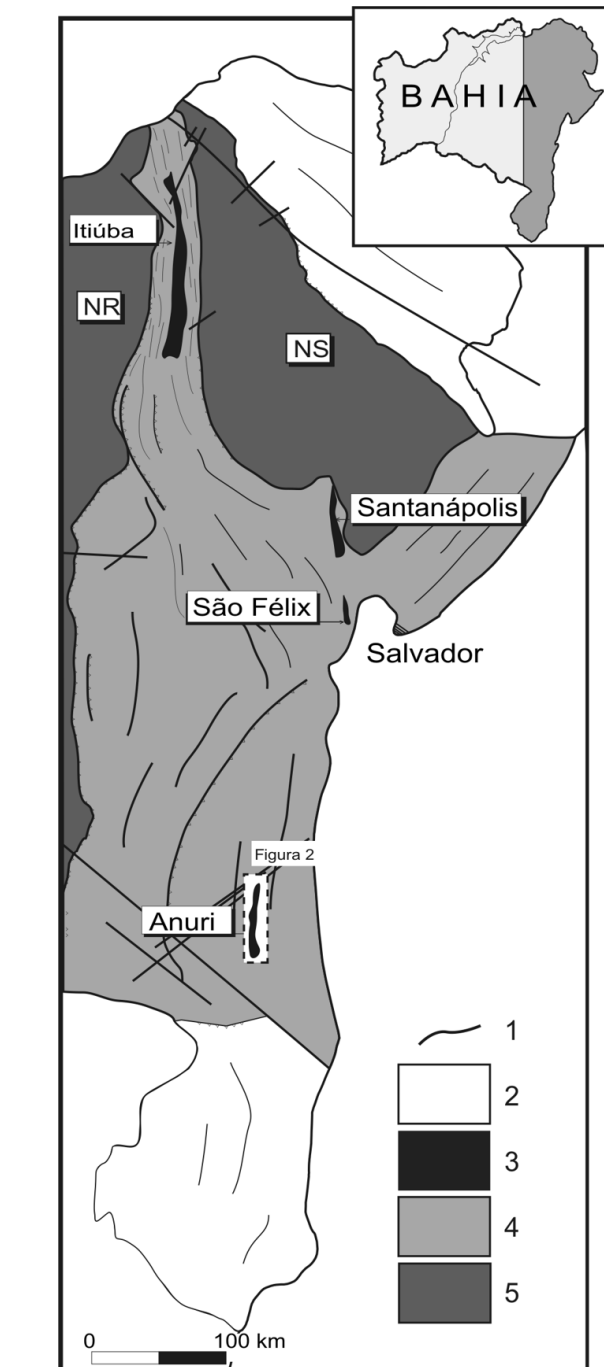 BAHIA
Itiúba
NR
NS
Santanápolis
São Félix
Salvador
Figura 2
Anuri
1
2
3
4
5
0 100 km